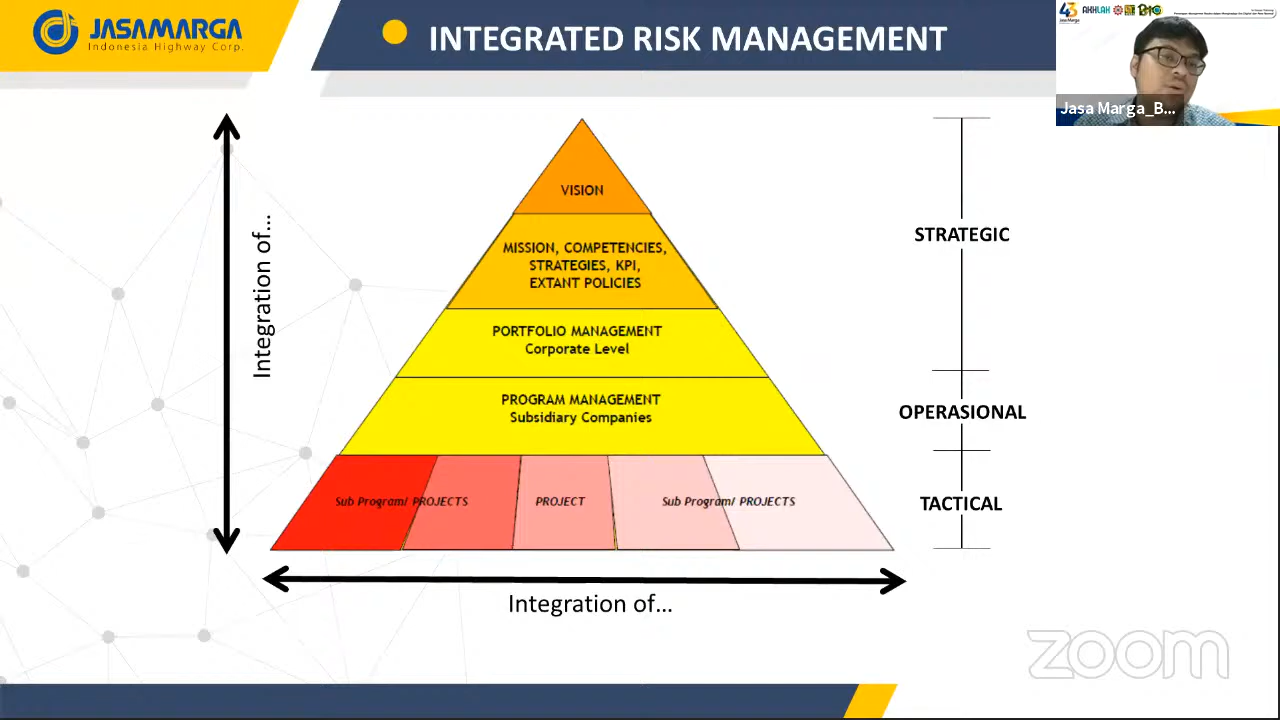 JASAMARGA
Indonesia Highway Corp.
INTEGRATED RISK MANAGEMENT
43
AKHLAK
Jasa Marga_B...
Integration of...
VISION
MISSION, COMPETENCIES,
STRATEGIES, KPI,
EXTANT POLICIES
PORTFOLIO MANAGEMENT
Corporate Level
PROGRAM MANAGEMENT
Subsidiary Companies
Sub Program/ PROJECTS
PROJECT
Sub Program/ PROJECTS
STRATEGIC
OPERASIONAL
TACTICAL
Integration of...
zoom